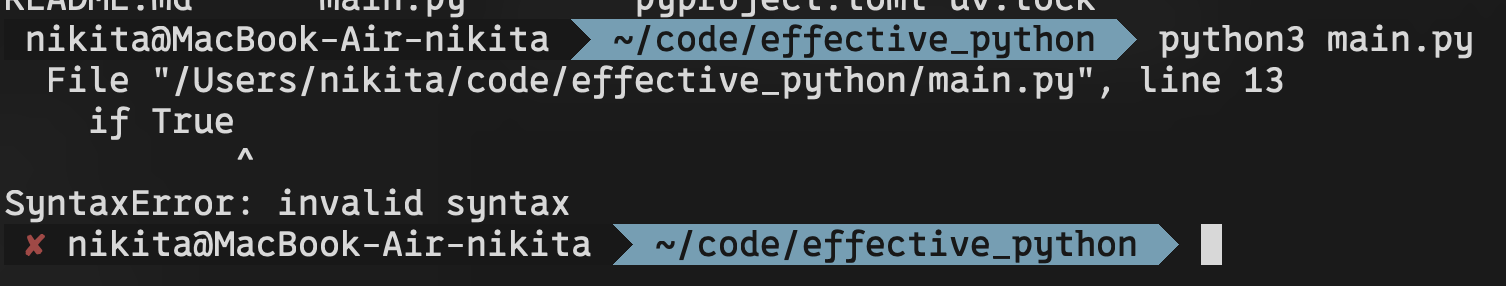 README.md main.py pyproject.toml uv.lock
nikita@MacBook-Air-nikita ~/code/effective_python python3 main.py
File "/Users/nikita/code/effective_python/main.py", line 13
if True
^
SyntaxError: invalid syntax
✘ nikita@MacBook-Air-nikita ~/code/effective_python